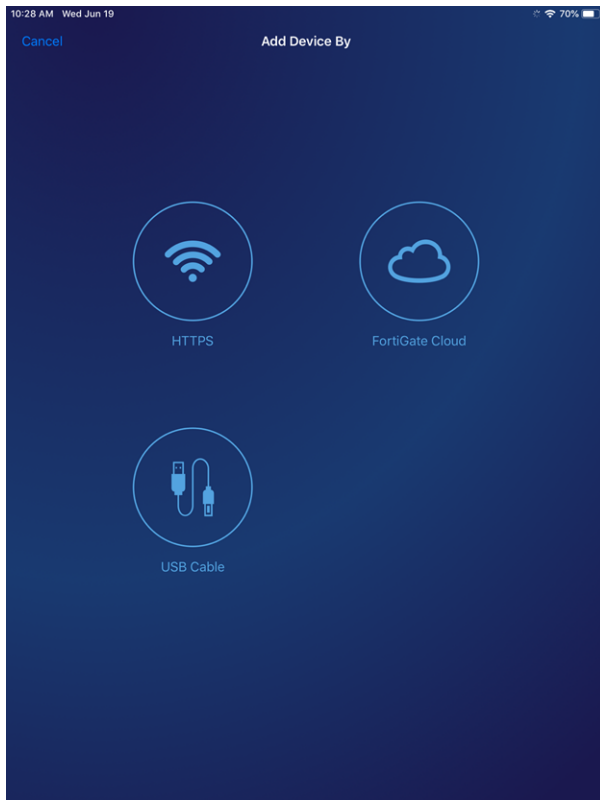 10:28 AM Wed Jun 19 70%
Cancel Add Device By
HTTPS FortiGate Cloud
USB Cable